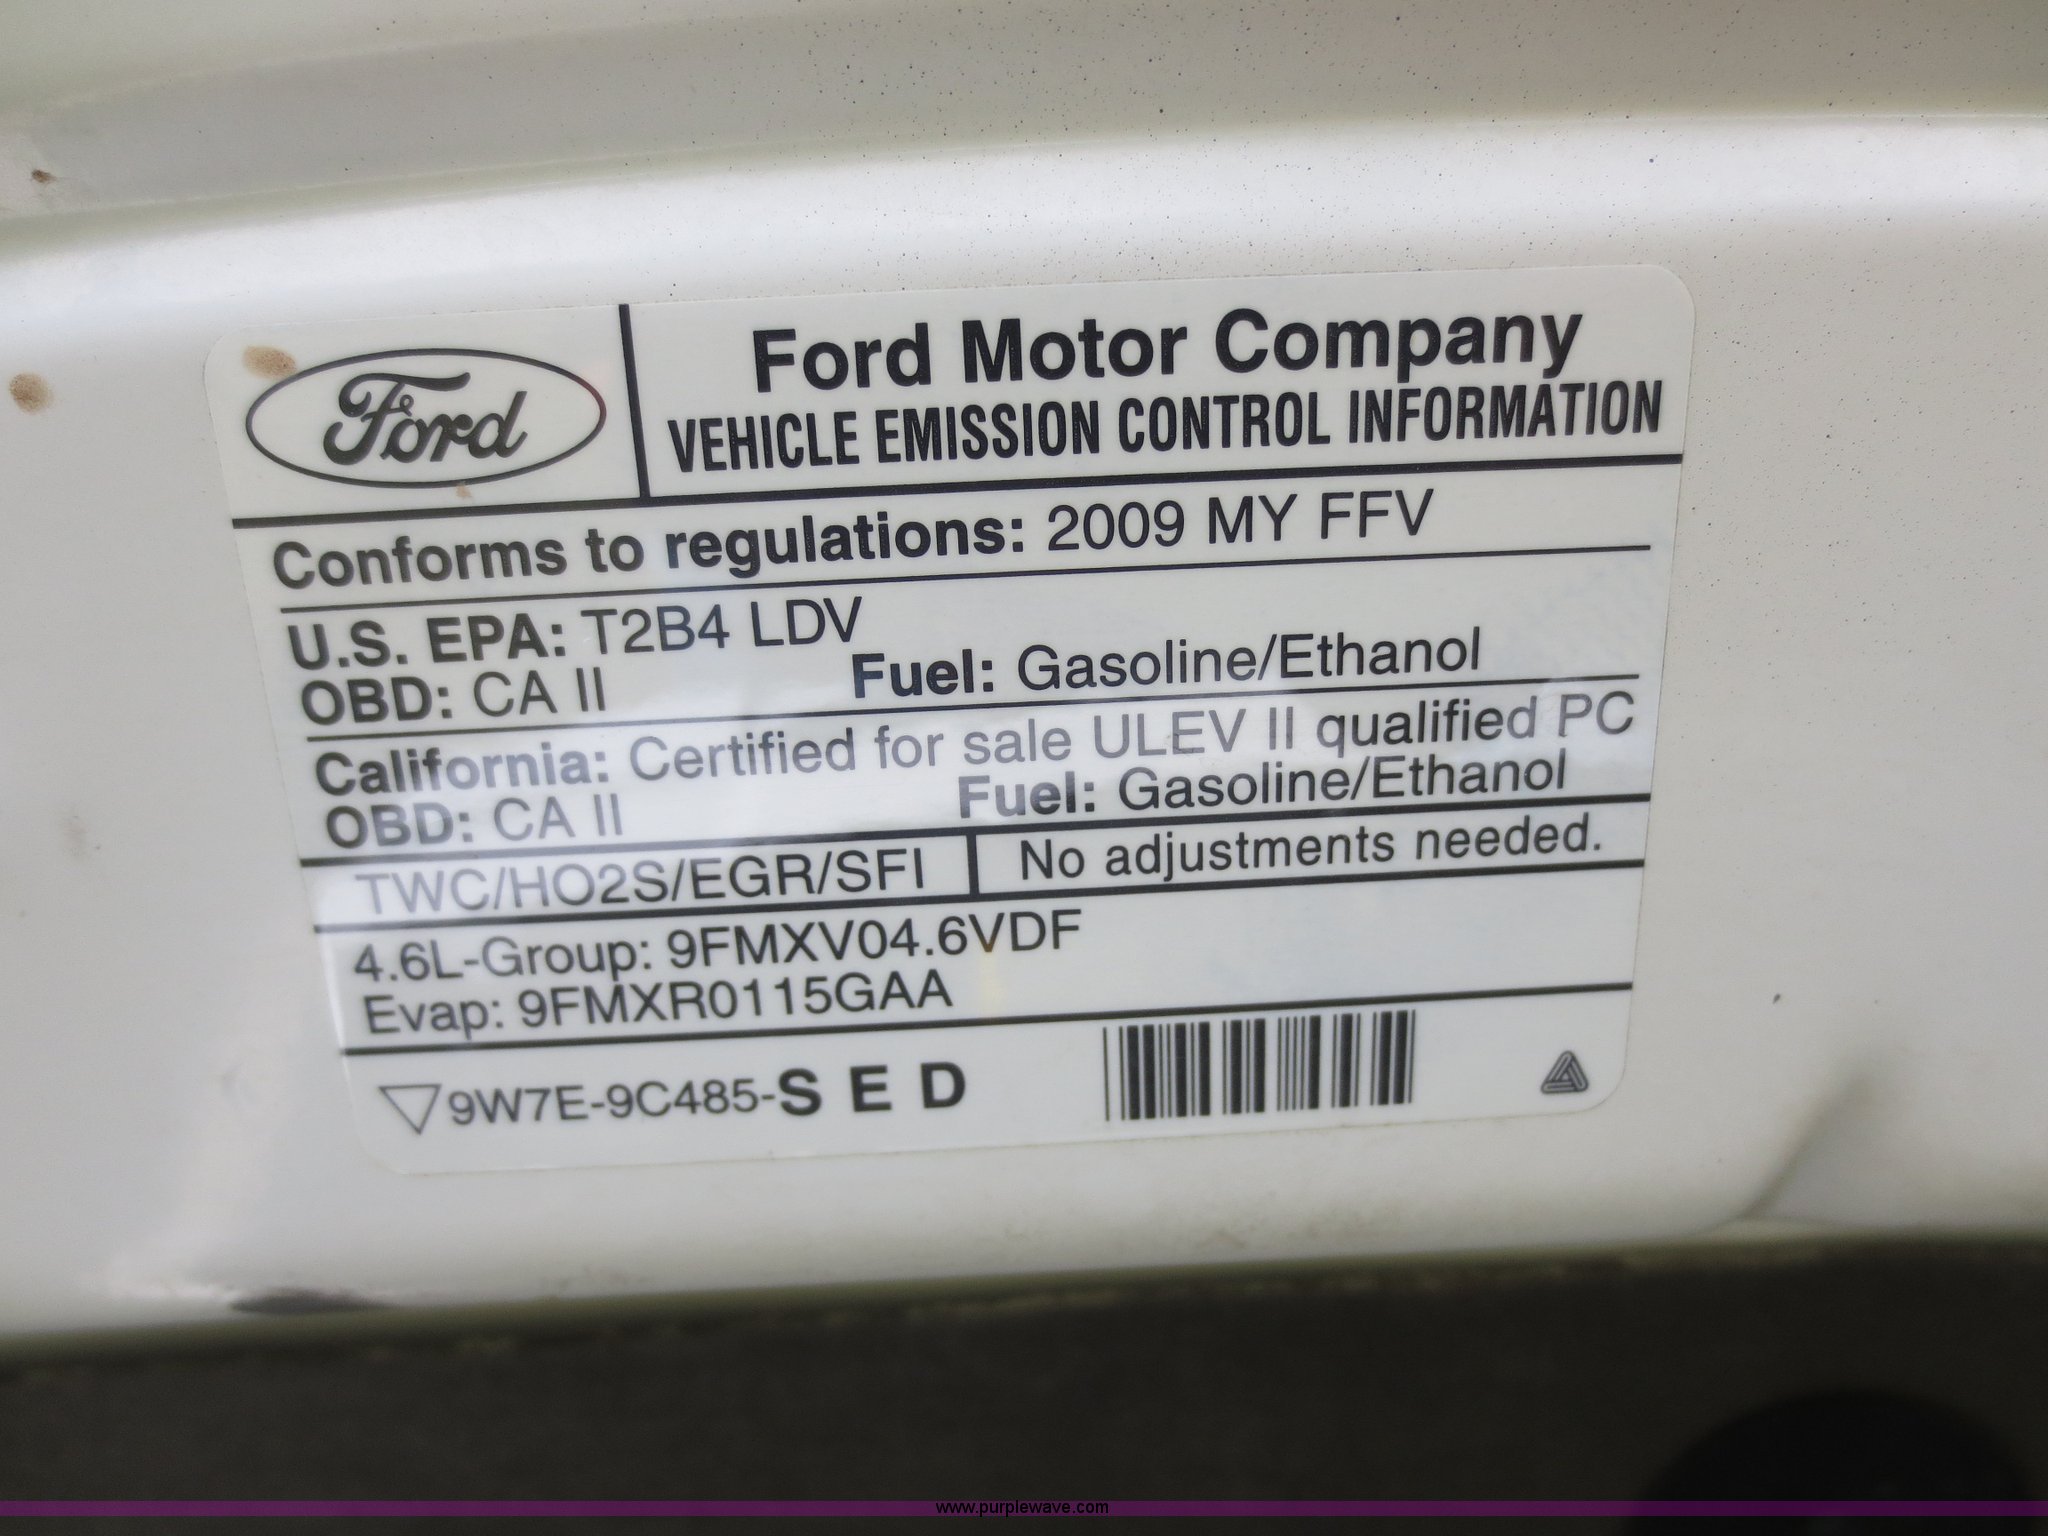 Ford
Ford Motor Company
VEHICLE EMISSION CONTROL INFORMATION
Conforms to regulations: 2009 MY FFV
U.S. EPA: T2B4 LDV
OBD: CA II Fuel: Gasoline/Ethanol
California: Certified for sale ULEV II qualified PC
OBD: CA II Fuel: Gasoline/Ethanol
TWC/HO2S/EGR/SFI No adjustments needed.
4.6L-Group: 9FMXV04.6VDF
Evap: 9FMXR0115GAA
9W7E-9C485-S E D
www.purplewave.com